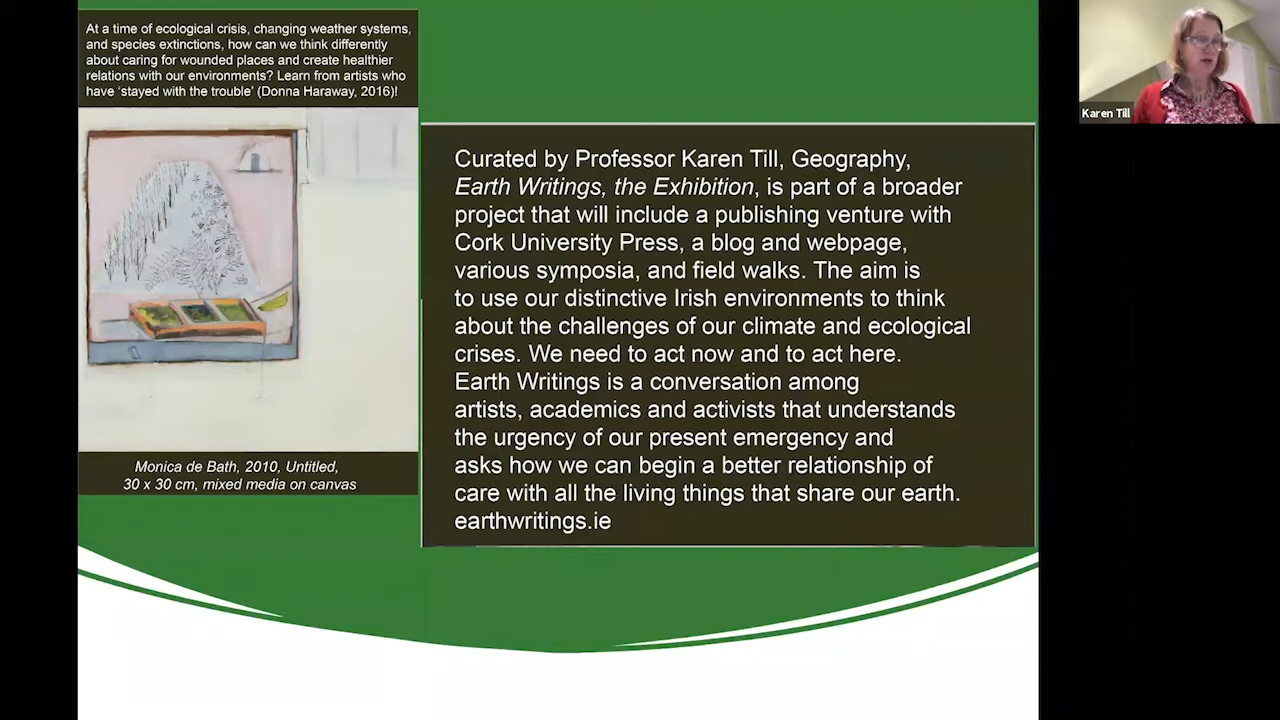 At a time of ecological crisis, changing weather systems,
and species extinctions, how can we think differently
about caring for wounded places and create healthier
relations with our environments? Learn from artists who
have 'stayed with the trouble' (Donna Haraway, 2016)!
Monica de Bath, 2010, Untitled,
30 x 30 cm, mixed media on canvas
Curated by Professor Karen Till, Geography,
Earth Writings, the Exhibition, is part of a broader
project that will include a publishing venture with
Cork University Press, a blog and webpage,
various symposia, and field walks. The aim is
to use our distinctive Irish environments to think
about the challenges of our climate and ecological
crises. We need to act now and to act here.
Earth Writings is a conversation among
artists, academics and activists that understands
the urgency of our present emergency and
asks how we can begin a better relationship of
care with all the living things that share our earth.
earthwritings.ie
Karen Till